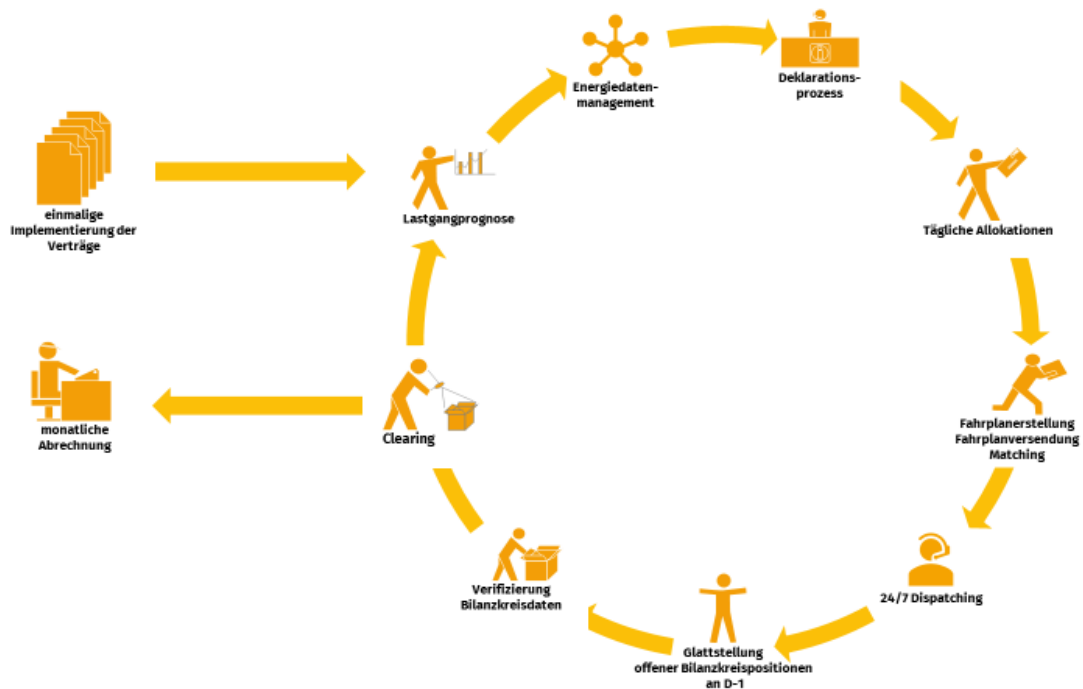 Energiedaten-
management
Deklarations-
prozess
einmalige
Implementierung der
Verträge
Lastgangprognose
Tägliche Allokationen
monatliche
Abrechnung
Clearing
Fahrplanerstellung
Fahrplanversendung
Matching
Verifizierung
Bilanzkreisdaten
24/7 Dispatching
Glattstellung
offener Bilanzkreispositionen
an D-1